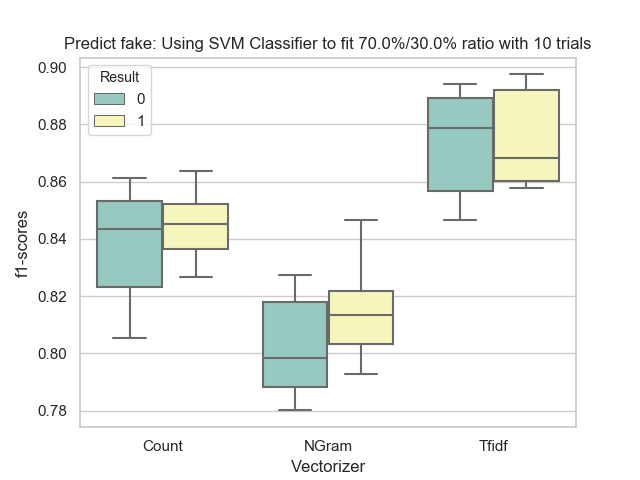 Predict fake: Using SVM Classifier to fit 70.0%/30.0% ratio with 10 trials
0.90
0.88
0.86
0.84
0.82
0.80
0.78
f1-scores
Result
0
1
Count NGram Tfidf
Vectorizer